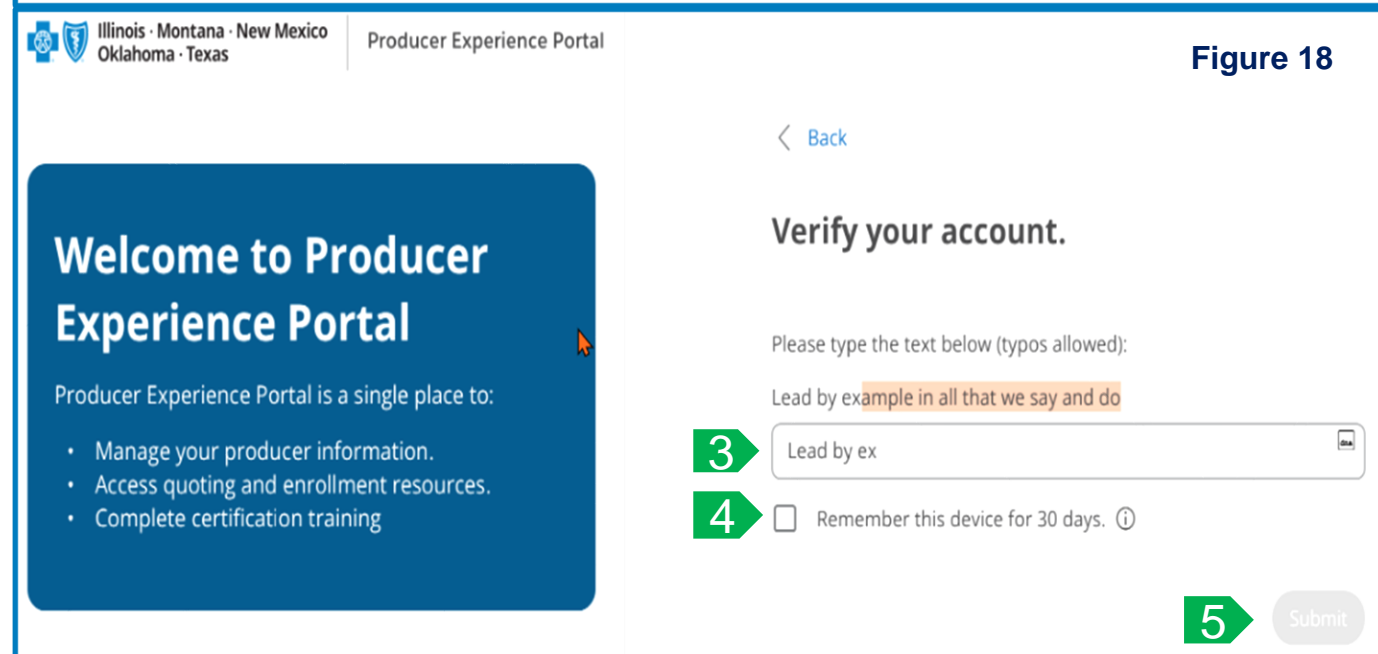 Illinois · Montana · New Mexico
Oklahoma · Texas
Producer Experience Portal
Figure 18
Back
Welcome to Producer
Experience Portal
Producer Experience Portal is a single place to:
• Manage your producer information.
• Access quoting and enrollment resources.
• Complete certification training
Verify your account.
Please type the text below (typos allowed):
Lead by example in all that we say and do
3
Lead by ex
4
Remember this device for 30 days.
5
Submit